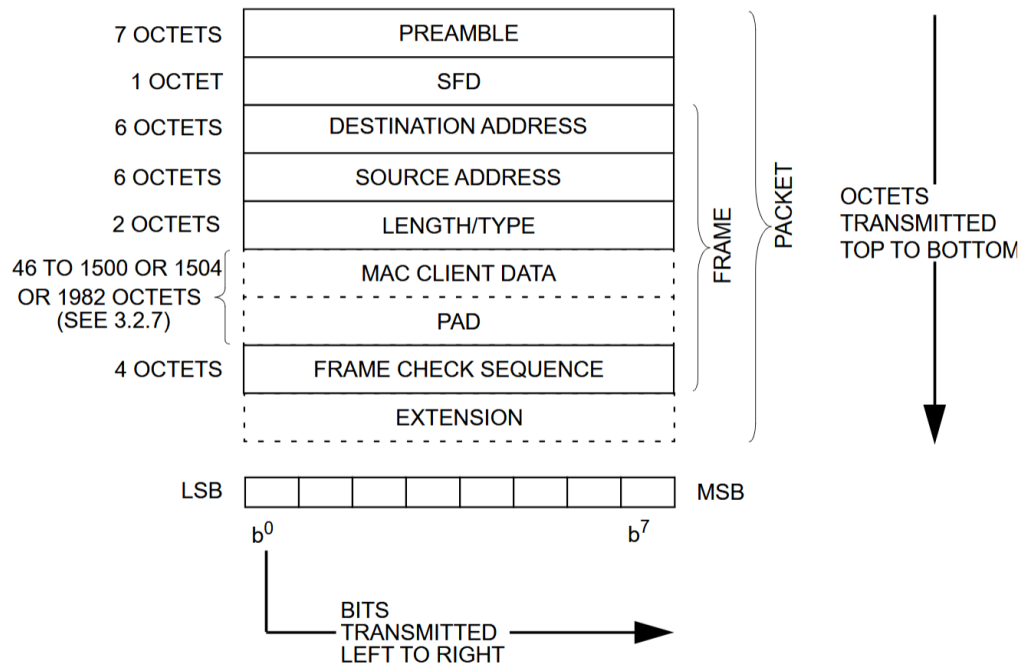 7 OCTETS PREAMBLE
1 OCTET SFD
6 OCTETS DESTINATION ADDRESS
6 OCTETS SOURCE ADDRESS
2 OCTETS LENGTH/TYPE
46 TO 1500 OR 1504
OR 1982 OCTETS
(SEE 3.2.7)
MAC CLIENT DATA
PAD
4 OCTETS FRAME CHECK SEQUENCE
EXTENSION
FRAME
PACKET
OCTETS
TRANSMITTED
TOP TO BOTTOM
LSB MSB
b0 b7
BITS
TRANSMITTED
LEFT TO RIGHT